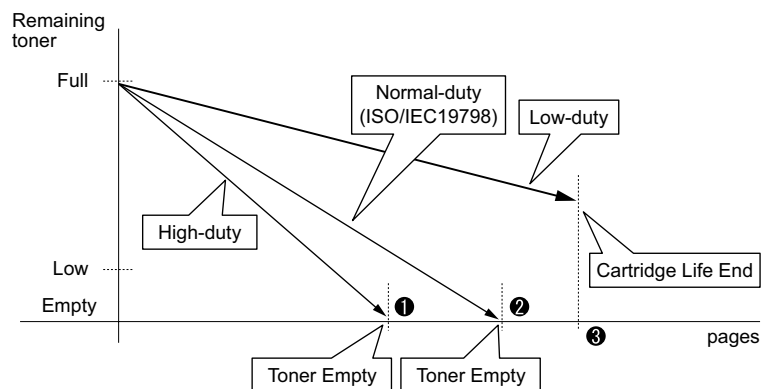 Remaining
toner
Full
Normal-duty
(ISO/IEC19798)
Low-duty
High-duty
Cartridge Life End
Low
Empty
❶
❷
❸
pages
Toner Empty
Toner Empty